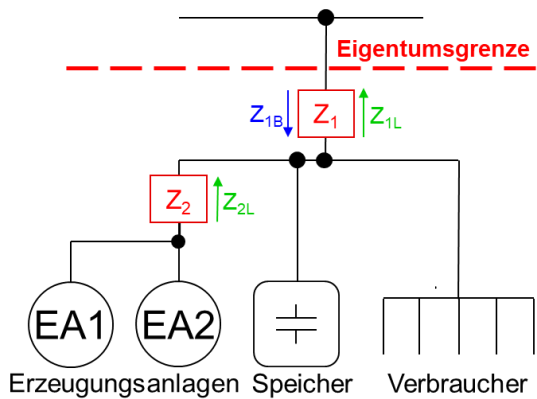 Eigentumsgrenze
Z1B Z1 Z1L
Z2 Z2L
EA1 EA2
Erzeugungsanlagen Speicher Verbraucher